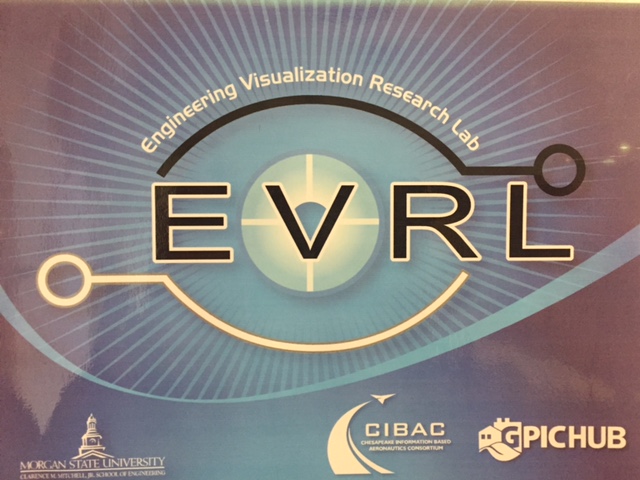 Engineering Visualization Research Lab
EVRL
MORGAN STATE UNIVERSITY
CLARENCE M. MITCHELL, JR. SCHOOL OF ENGINEERING
CIBAC
CHESAPEAKE INFORMATION BASED
AERONAUTICS CONSORTIUM
GPICHUB